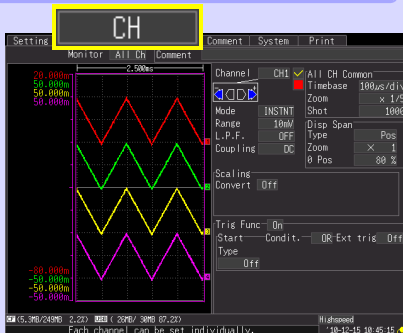 CH
Setting Comment System Print
Monitor All Ch Comment
2.500ms
20.000m
50.000m
50.000m
50.000m
-80.000m
-50.000m
-50.000m
-50.000m
Channel CH1
Mode INSTNT
Range 10mV
L.P.F. OFF
Coupling DC
All CH Common
Timebase 100us/div
Zoom × 1/5
Shot 1000
Disp Span
Type Pos
Zoom × 1
0 Pos 80 %
Scaling
Convert Off
Trig Func On
Start Condit. OR Ext trig Off
Type
Off
CF (5.3MB/249MB 2.2%) USB ( 26MB/ 30MB 87.2%) Highspeed
Each channel can be set individually. '10-12-15 10:45:15